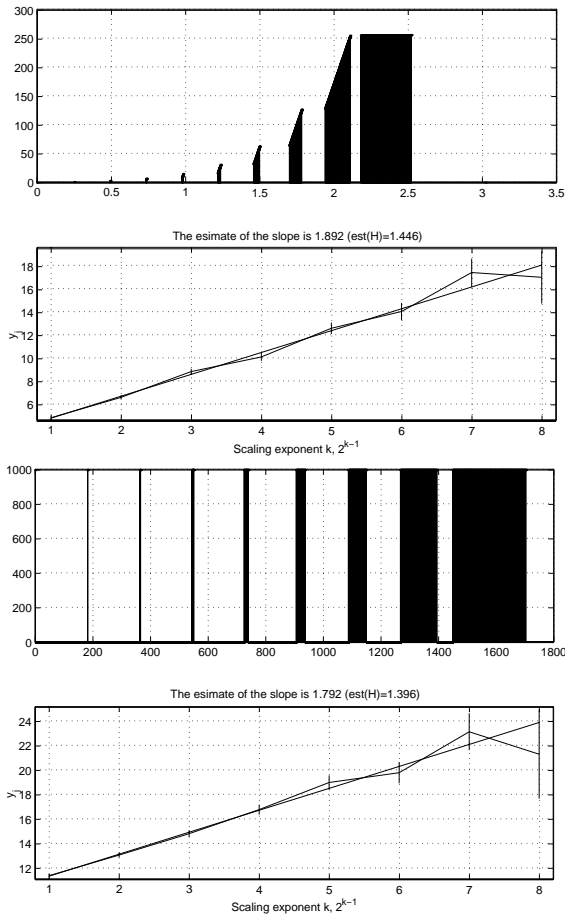 300
250
200
150
100
50
0
0 0.5 1 1.5 2 2.5 3 3.5
The esimate of the slope is 1.892 (est(H)=1.446)
18
16
14
12
10
8
6
y_j
1 2 3 4 5 6 7 8
Scaling exponent k, 2^{k-1}
1000
800
600
400
200
0
0 200 400 600 800 1000 1200 1400 1600 1800
The esimate of the slope is 1.792 (est(H)=1.396)
24
22
20
18
16
14
12
y_j
1 2 3 4 5 6 7 8
Scaling exponent k, 2^{k-1}